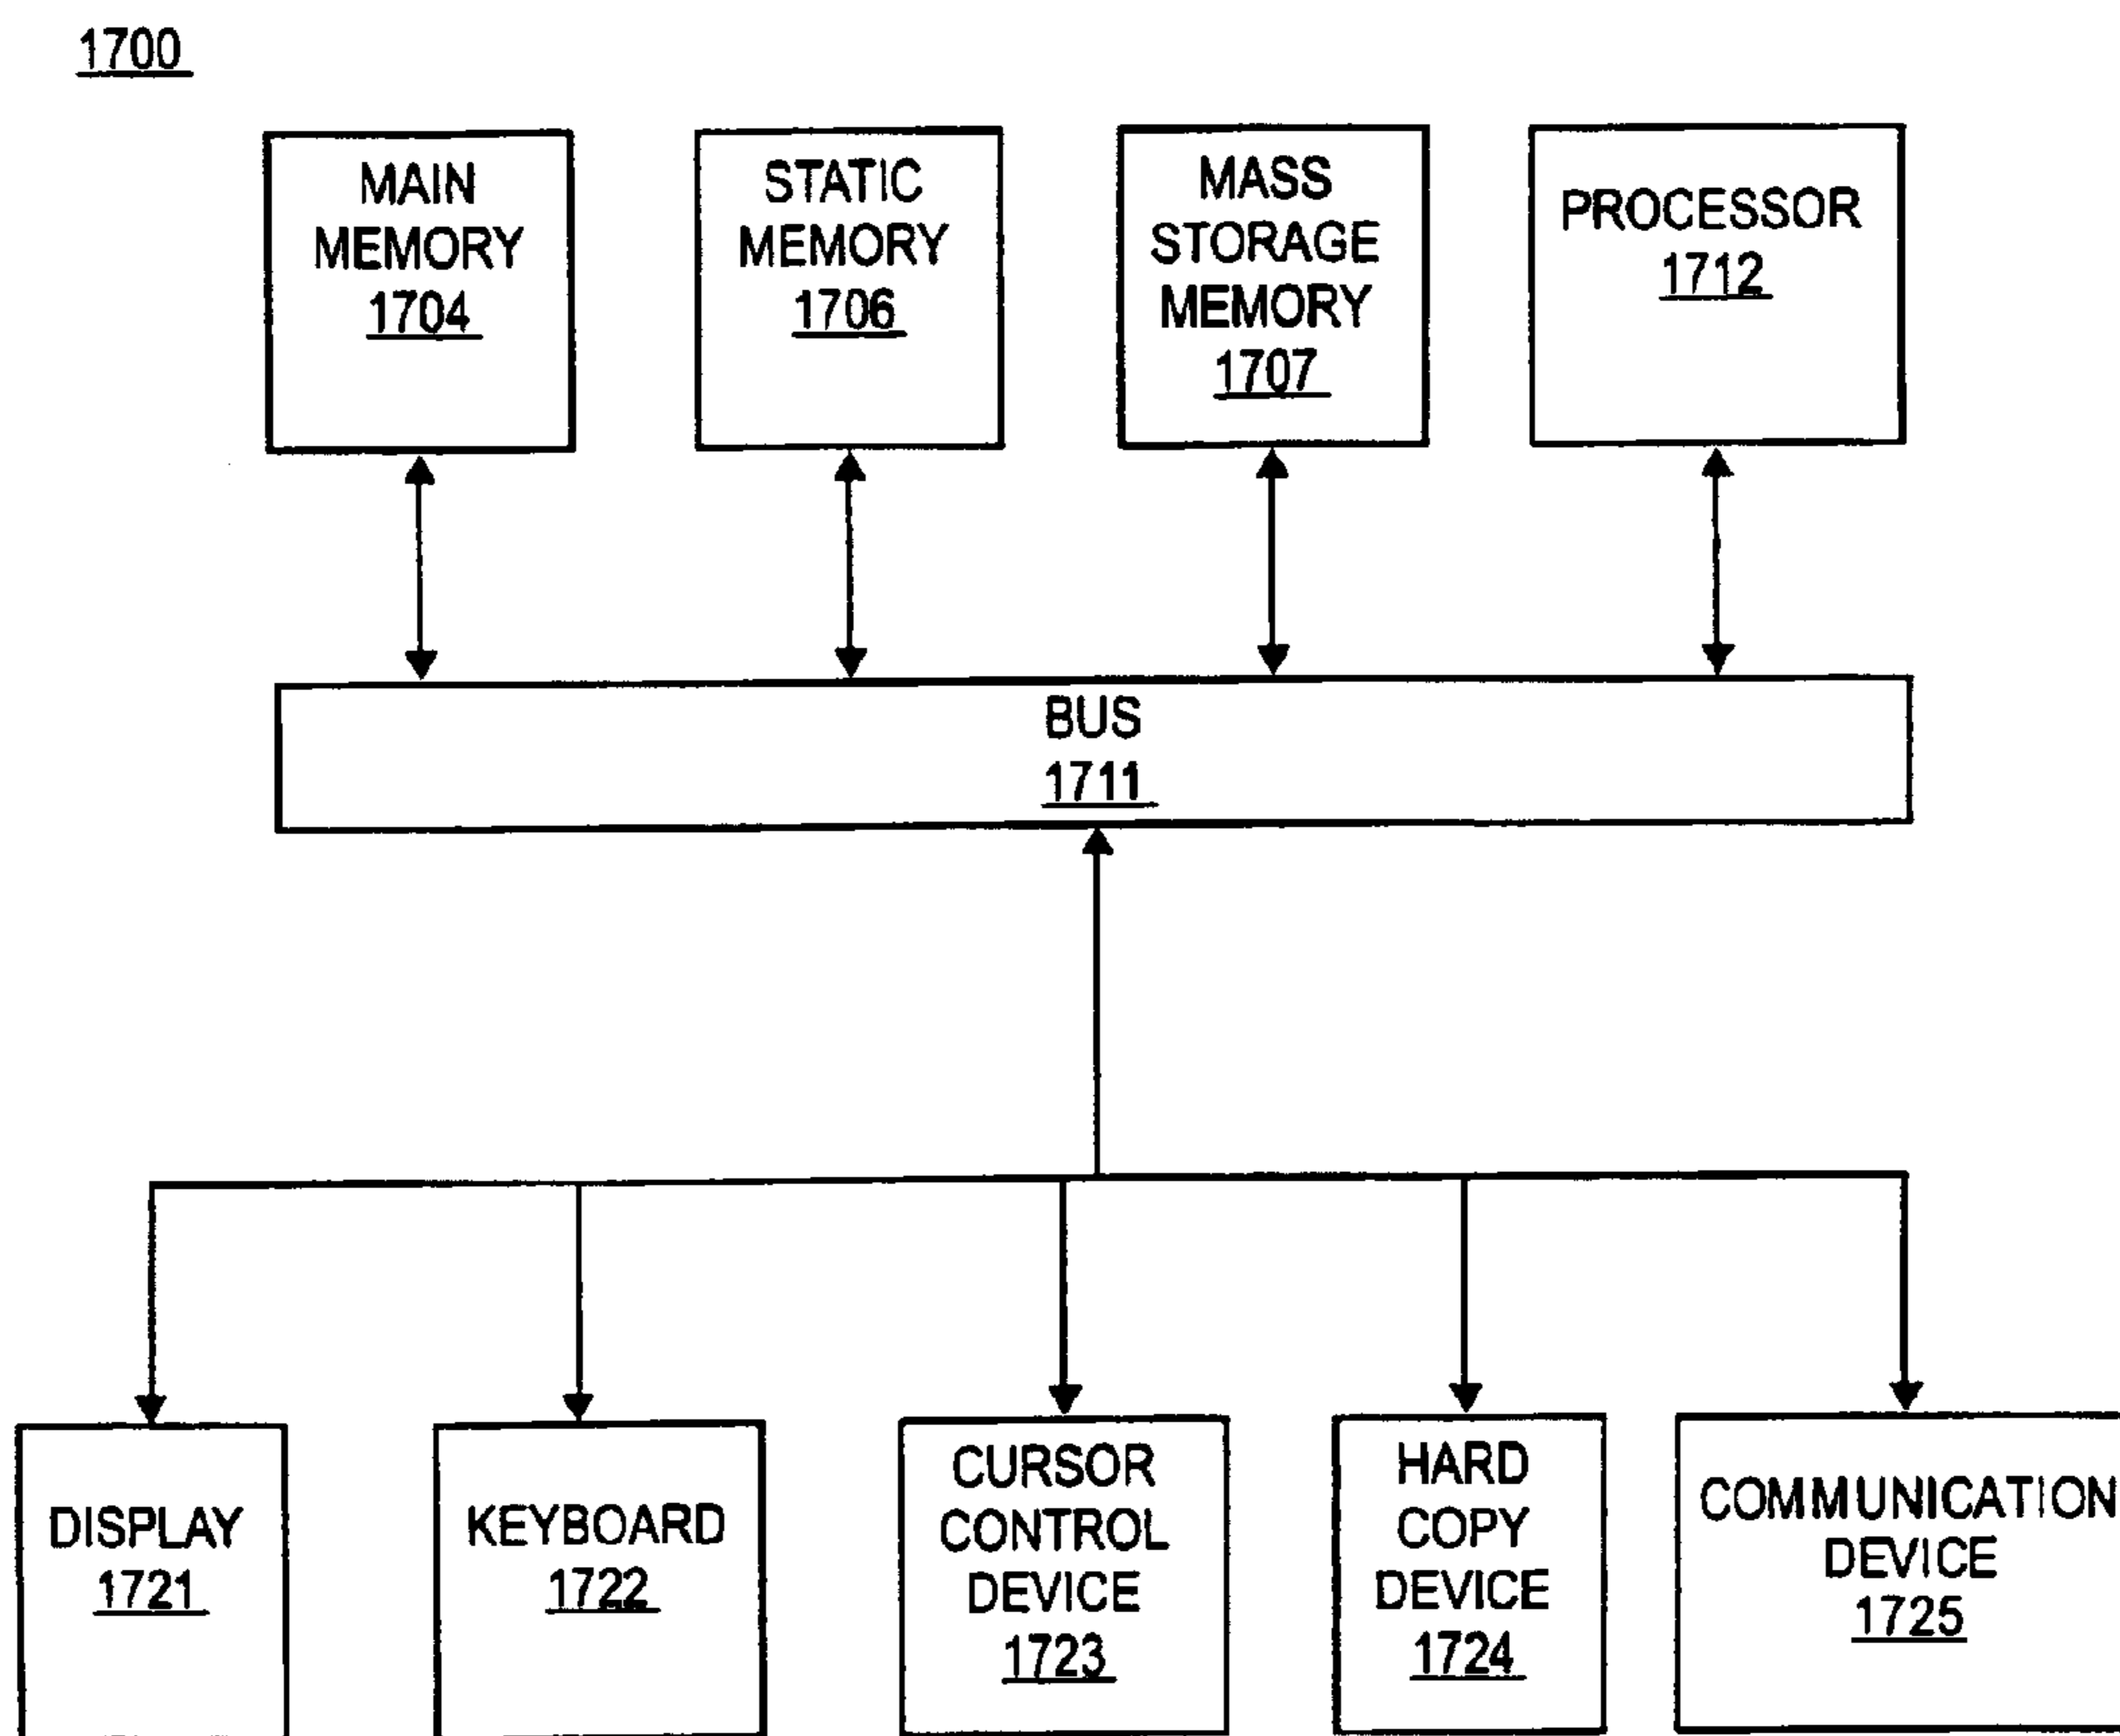 1700
MAIN
MEMORY
1704
STATIC
MEMORY
1706
MASS
STORAGE
MEMORY
1707
PROCESSOR
1712
BUS
1711
DISPLAY
1721
KEYBOARD
1722
CURSOR
CONTROL
DEVICE
1723
HARD
COPY
DEVICE
1724
COMMUNICATION
DEVICE
1725